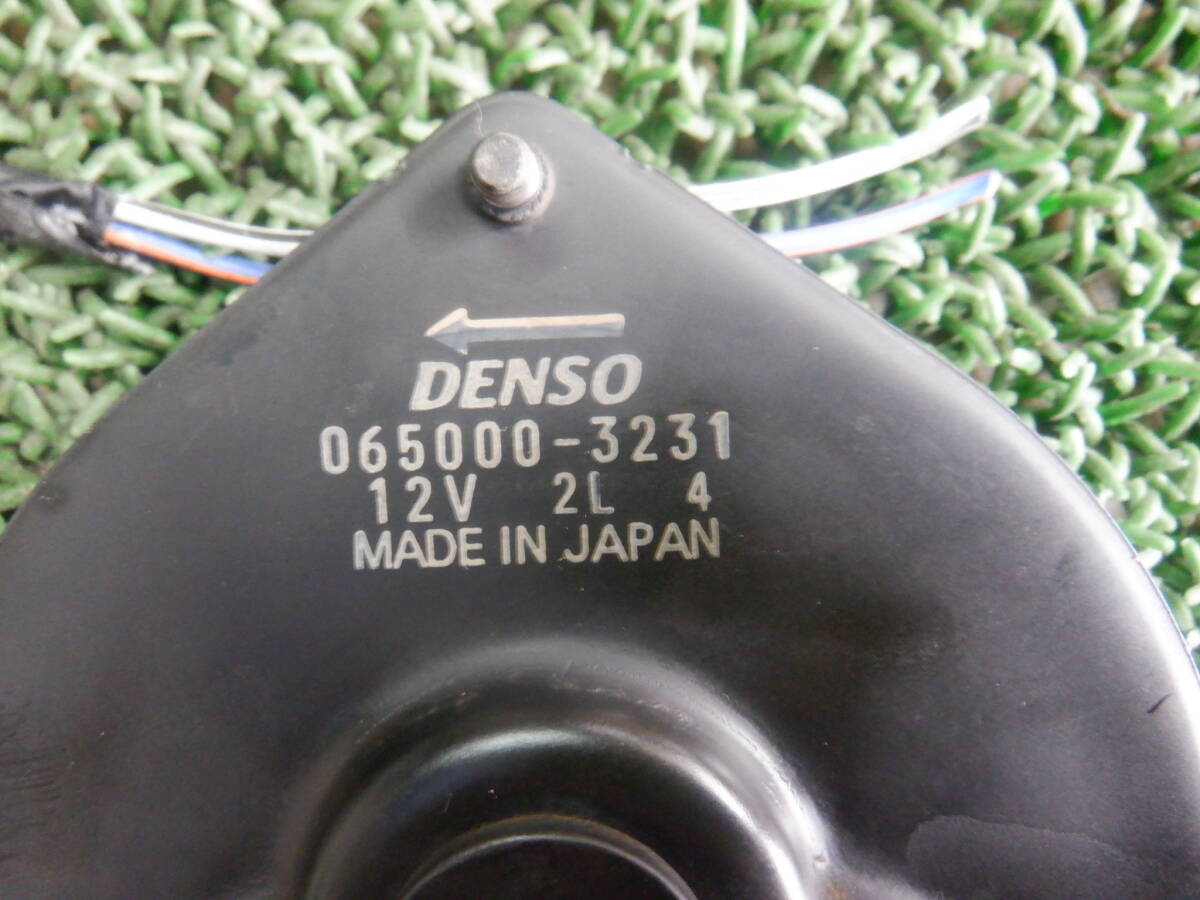 DENSO
065000-3231
12V 2L 4
MADE IN JAPAN